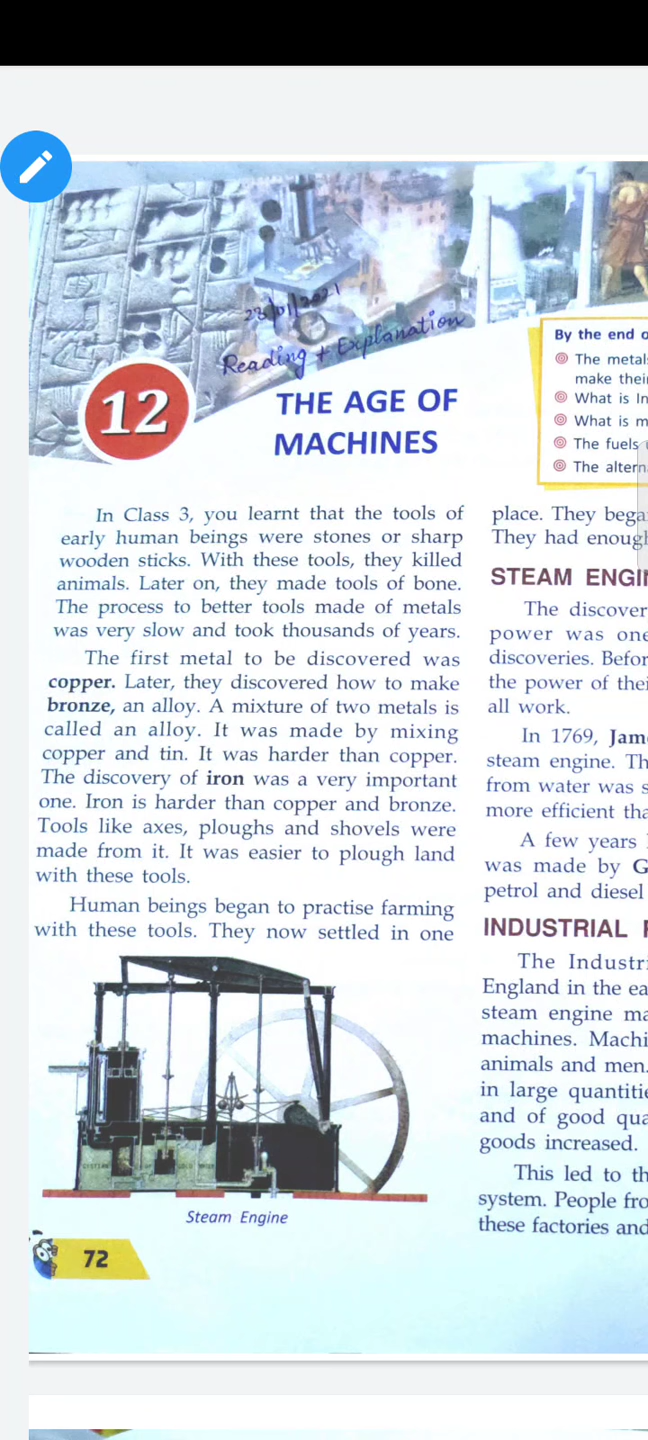 23/01/2021
Reading + Explanation
12
THE AGE OF
MACHINES
By the end o
The metals
make thei
What is In
What is m
The fuels
The altern
In Class 3, you learnt that the tools of
early human beings were stones or sharp
wooden sticks. With these tools, they killed
animals. Later on, they made tools of bone.
The process to better tools made of metals
was very slow and took thousands of years.
The first metal to be discovered was
copper. Later, they discovered how to make
bronze, an alloy. A mixture of two metals is
called an alloy. It was made by mixing
copper and tin. It was harder than copper.
The discovery of iron was a very important
one. Iron is harder than copper and bronze.
Tools like axes, ploughs and shovels were
made from it. It was easier to plough land
with these tools.
Human beings began to practise farming
with these tools. They now settled in one
Steam Engine
72
place. They bega
They had enoug
STEAM ENGI
The discover
power was one
discoveries. Befor
the power of thei
all work.
In 1769, Jam
steam engine. Th
from water was s
more efficient tha
A few years
was made by G
petrol and diesel
INDUSTRIAL
The Industri
England in the ea
steam engine ma
machines. Machi
animals and men.
in large quantiti
and of good qua
goods increased.
This led to th
system. People fro
these factories and